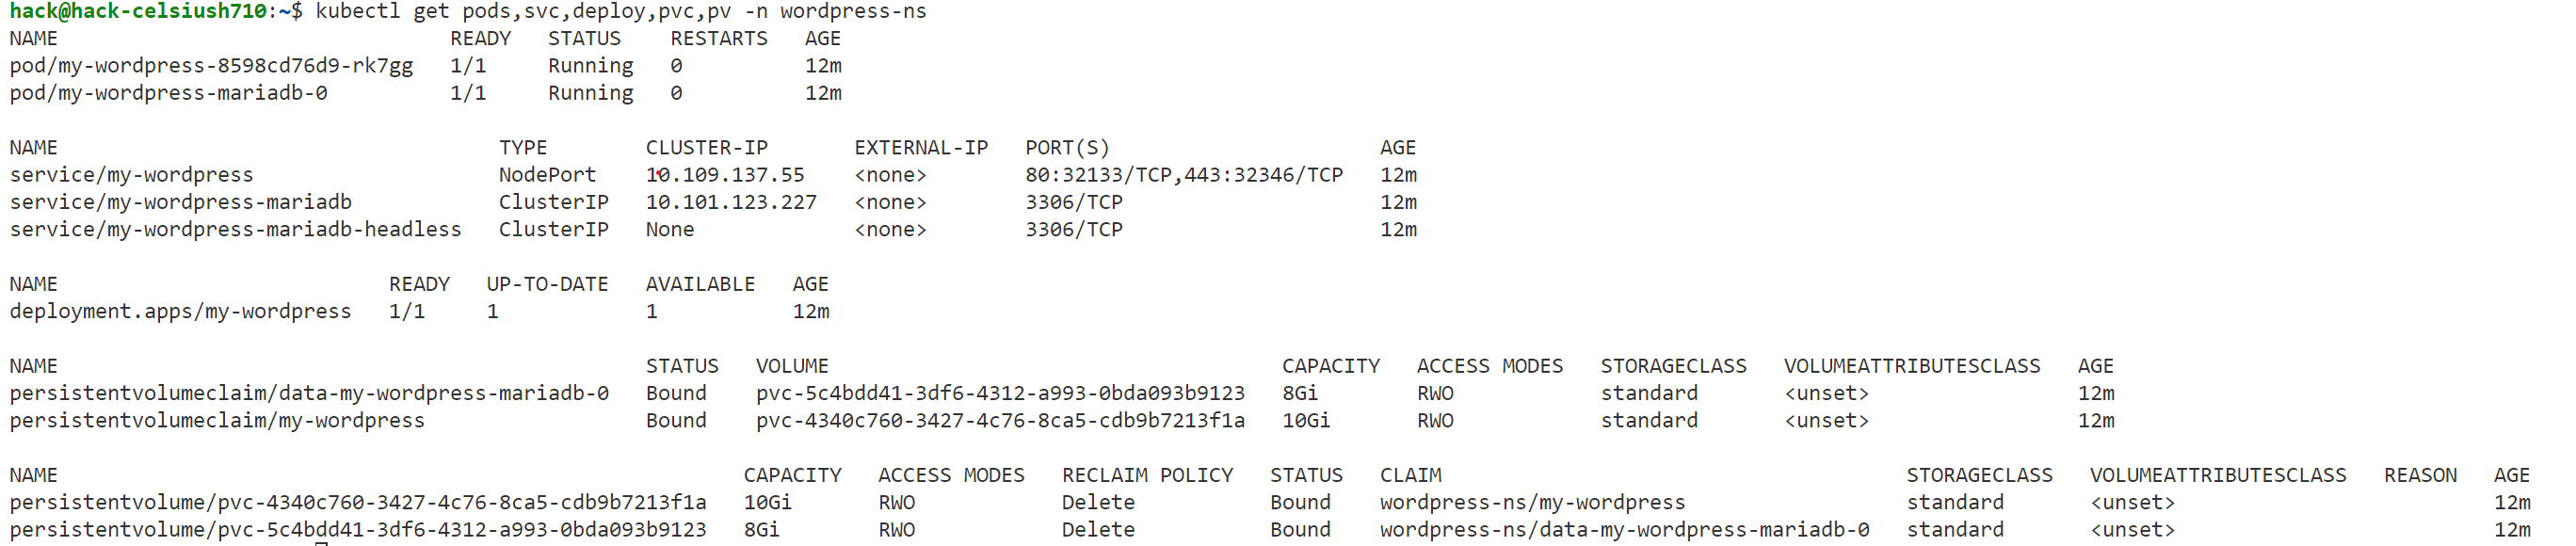 hack@hack-celsiush710:~$ kubectl get pods,svc,deploy,pvc,pv -n wordpress-ns
NAME                                READY   STATUS    RESTARTS   AGE
pod/my-wordpress-8598cd76d9-rk7gg   1/1     Running   0          12m
pod/my-wordpress-mariadb-0          1/1     Running   0          12m
NAME                                    TYPE        CLUSTER-IP       EXTERNAL-IP   PORT(S)                      AGE
service/my-wordpress                    NodePort    10.109.137.55    <none>        80:32133/TCP,443:32346/TCP   12m
service/my-wordpress-mariadb            ClusterIP   10.101.123.227   <none>        3306/TCP                     12m
service/my-wordpress-mariadb-headless   ClusterIP   None             <none>        3306/TCP                     12m
NAME                           READY   UP-TO-DATE   AVAILABLE   AGE
deployment.apps/my-wordpress   1/1     1            1           12m
NAME                                                STATUS   VOLUME                                     CAPACITY   ACCESS MODES   STORAGECLASS   VOLUMEATTRIBUTESCLASS   AGE
persistentvolumeclaim/data-my-wordpress-mariadb-0   Bound    pvc-5c4bdd41-3df6-4312-a993-0bda093b9123   8Gi        RWO            standard       <unset>                 12m
persistentvolumeclaim/my-wordpress                  Bound    pvc-4340c760-3427-4c76-8ca5-cdb9b7213f1a   10Gi       RWO            standard       <unset>                 12m
NAME                                                        CAPACITY   ACCESS MODES   RECLAIM POLICY   STATUS   CLAIM                                      STORAGECLASS   VOLUMEATTRIBUTESCLASS   REASON   AGE
persistentvolume/pvc-4340c760-3427-4c76-8ca5-cdb9b7213f1a   10Gi       RWO            Delete           Bound    wordpress-ns/my-wordpress                  standard       <unset>                          12m
persistentvolume/pvc-5c4bdd41-3df6-4312-a993-0bda093b9123   8Gi        RWO            Delete           Bound    wordpress-ns/data-my-wordpress-mariadb-0   standard       <unset>                          12m